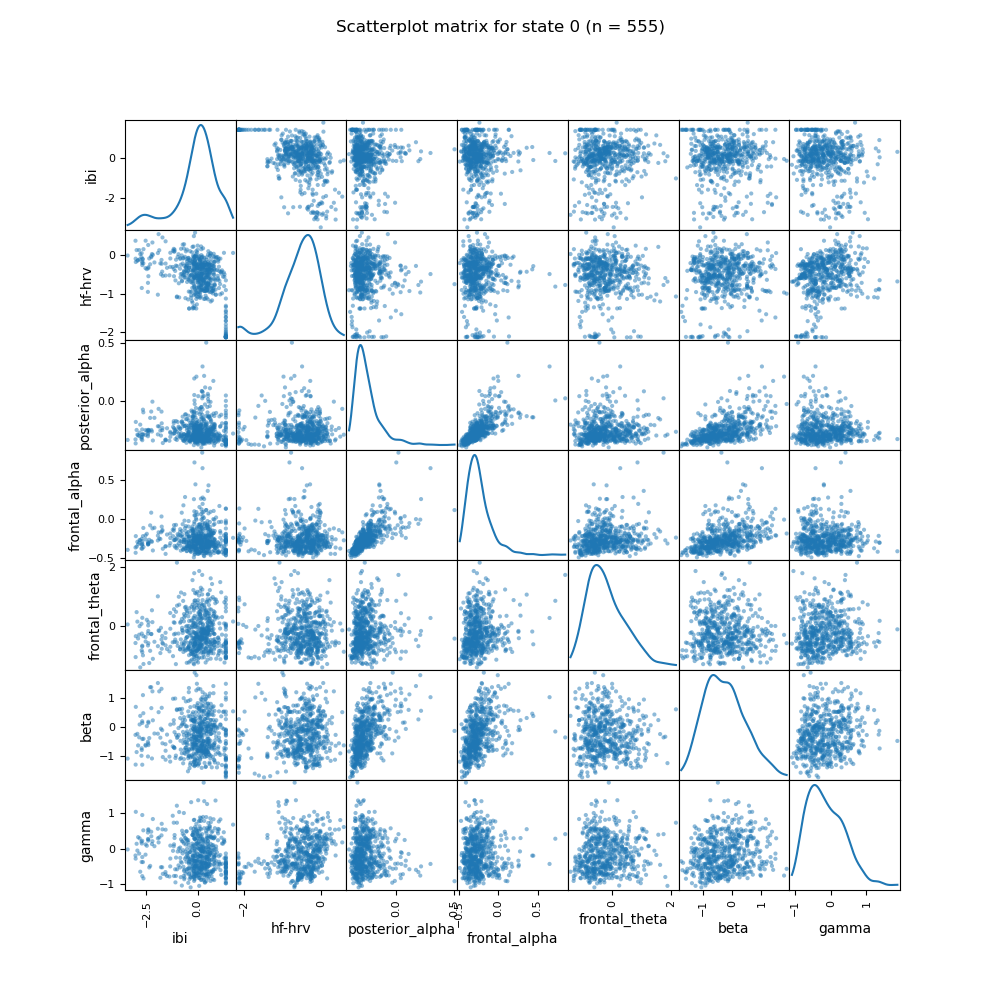 Scatterplot matrix for state 0 (n = 555)
ibi
0
−2
hf-hrv
0
−1
−2
posterior_alpha
0.5
0.0
frontal_alpha
0.5
0.0
−0.5
frontal_theta
2
0
beta
1
0
−1
gamma
1
0
−1
−2.5 0.0 −2 0 0.0 0.5 −0.5 0.0 0.5 0 2 −1 0 1 −1 0 1
ibi hf-hrv posterior_alpha frontal_alpha frontal_theta beta gamma